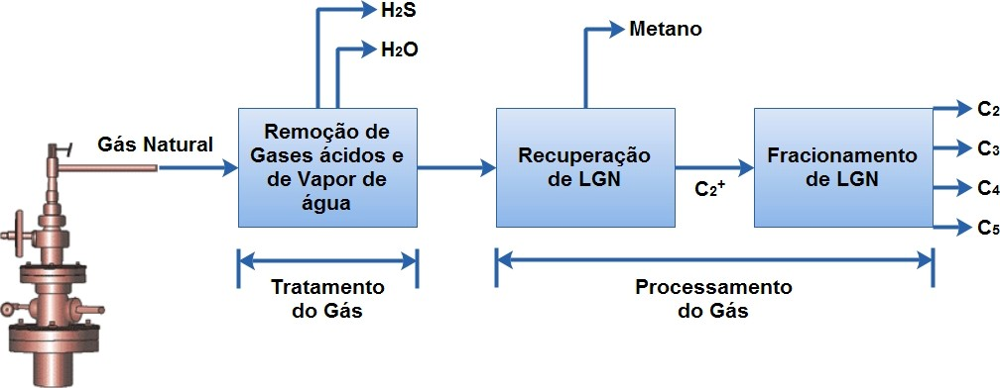 H2S
H2O
Metano
Gás Natural
Remoção de
Gases ácidos e
de Vapor de
água
Recuperação
de LGN
C2+
Fracionamento
de LGN
C2
C3
C4
C5
Tratamento
do Gás
Processamento
do Gás